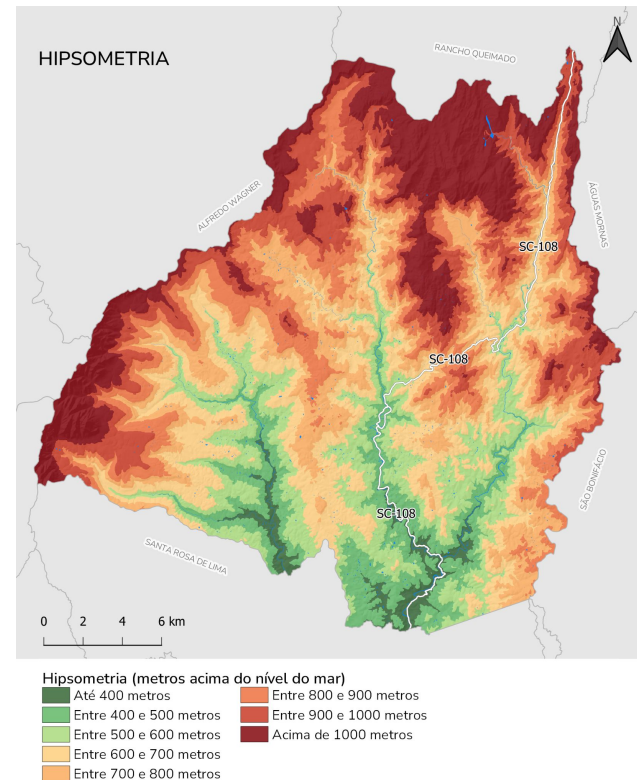 N
HIPSOMETRIA
RANCHO QUEIMADO
ALFREDO WAGNER
ÁGUAS MORNAS
SC-108
SC-108
SÃO BONIFÁCIO
SC-108
SANTA ROSA DE LIMA
0 2 4 6 km
Hipsometria (metros acima do nível do mar)
Até 400 metros
Entre 400 e 500 metros
Entre 500 e 600 metros
Entre 600 e 700 metros
Entre 700 e 800 metros
Entre 800 e 900 metros
Entre 900 e 1000 metros
Acima de 1000 metros